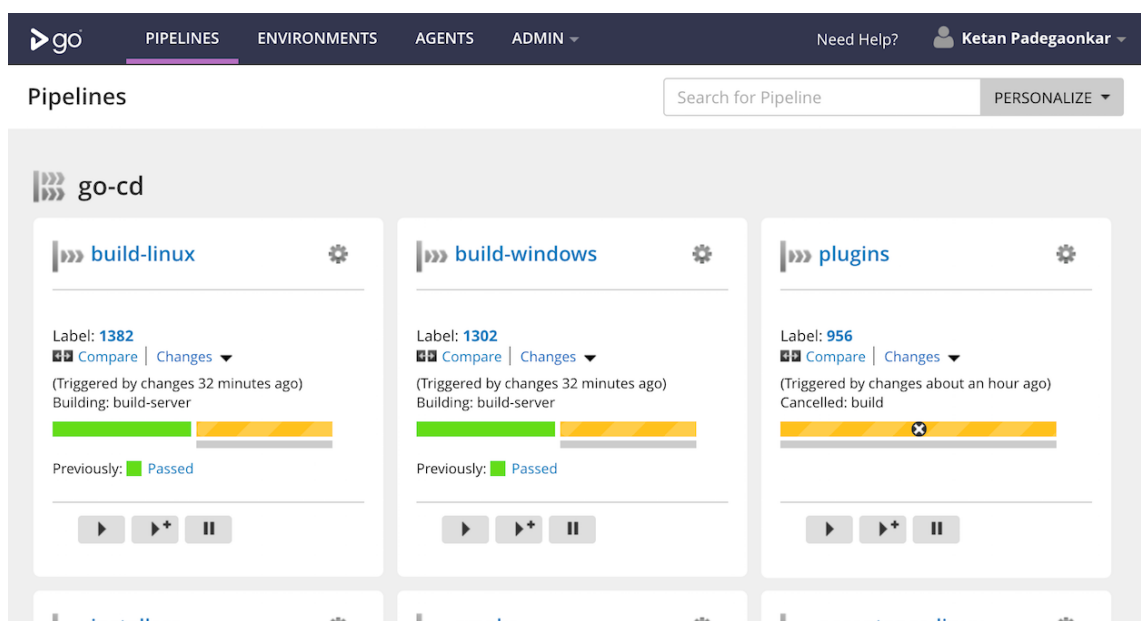 go
PIPELINES
ENVIRONMENTS
AGENTS
ADMIN
Need Help?
Ketan Padegaonkar
Pipelines
Search for Pipeline
PERSONALIZE
go-cd
build-linux
Label: 1382
Compare
Changes
(Triggered by changes 32 minutes ago)
Building: build-server
Previously:
Passed
build-windows
Label: 1302
Compare
Changes
(Triggered by changes 32 minutes ago)
Building: build-server
Previously:
Passed
plugins
Label: 956
Compare
Changes
(Triggered by changes about an hour ago)
Cancelled: build